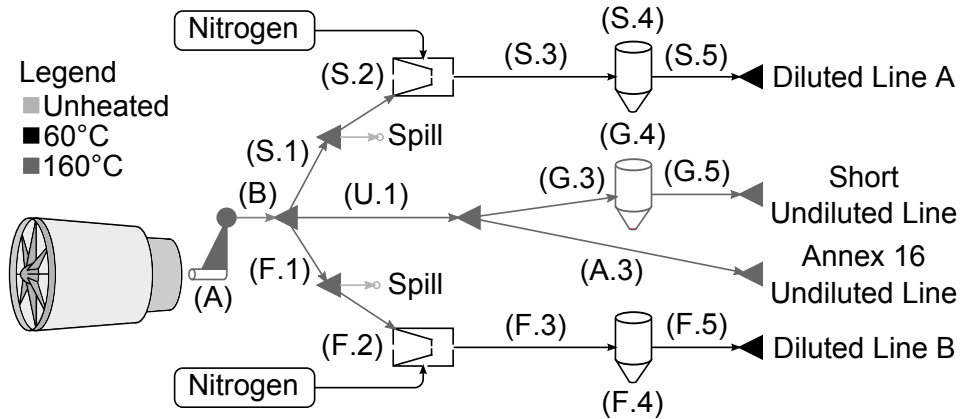 Nitrogen
(S.4)
(S.3)
(S.5)
(S.2)
Diluted Line A
Legend
Unheated
60°C
160°C
Spill
(G.4)
(S.1)
(B)
(U.1)
(G.3)
(G.5)
Short
Undiluted Line
(A)
(F.1)
Spill
(A.3)
Annex 16
Undiluted Line
(F.2)
(F.3)
(F.5)
Diluted Line B
Nitrogen
(F.4)